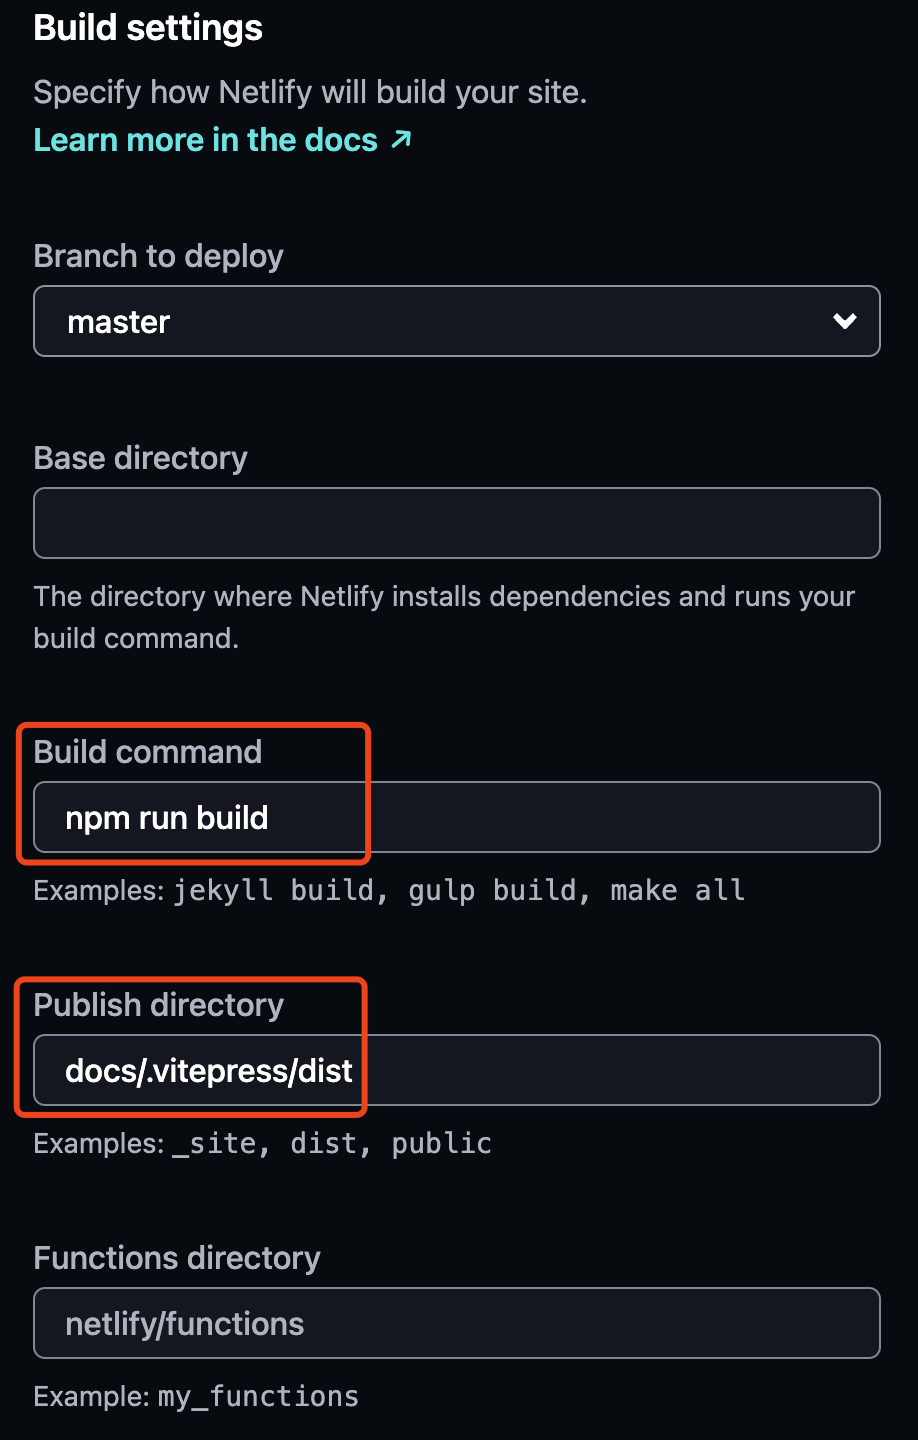 Build settings
Specify how Netlify will build your site.
Learn more in the docs ↗
Branch to deploy
master
Base directory
The directory where Netlify installs dependencies and runs your
build command.
Build command
npm run build
Examples: jekyll build, gulp build, make all
Publish directory
docs/.vitepress/dist
Examples: _site, dist, public
Functions directory
netlify/functions
Example: my_functions